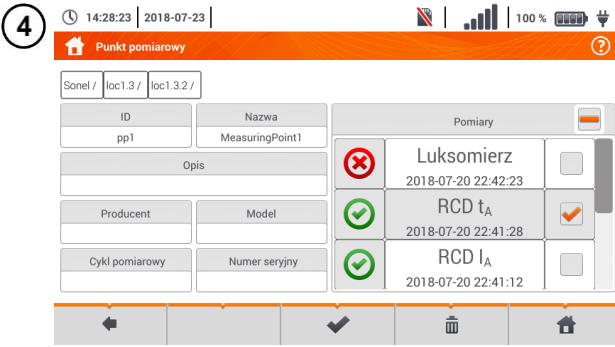 4
14:28:23 2018-07-23 100 %
Punkt pomiarowy ?
Sonel / loc1.3 / loc1.3.2 /
ID Nazwa Pomiary
pp1 MeasuringPoint1
Opis
Luksomierz
2018-07-20 22:42:23
Producent Model
RCD tA
2018-07-20 22:41:28
Cykl pomiarowy Numer seryjny
RCD IA
2018-07-20 22:41:12